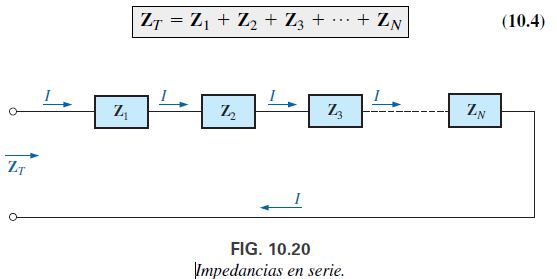 Z_T = Z_1 + Z_2 + Z_3 + ··· + Z_N (10.4)
I I I I
Z_1 Z_2 Z_3 Z_N
Z_T
I
FIG. 10.20
Impedancias en serie.